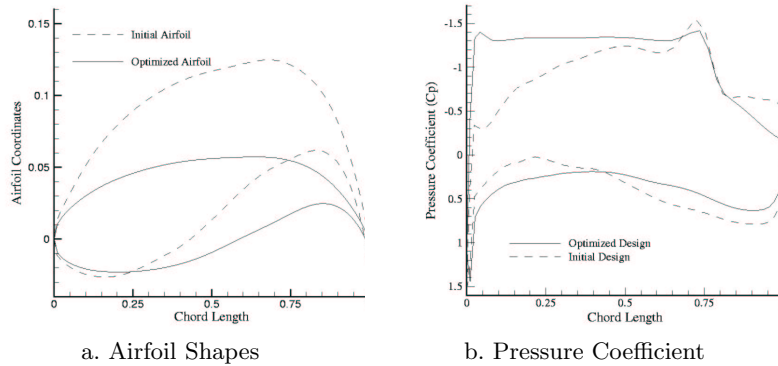 0.15
Initial Airfoil
Optimized Airfoil
0.1
Airfoil Coordinates
0.05
0
0
0.25
0.5
0.75
Chord Length
a. Airfoil Shapes
-1.5
-1
-0.5
Pressure Coefficient (Cp)
0
0.5
1
1.5
Optimized Design
Initial Design
0
0.25
0.5
0.75
Chord Length
b. Pressure Coefficient